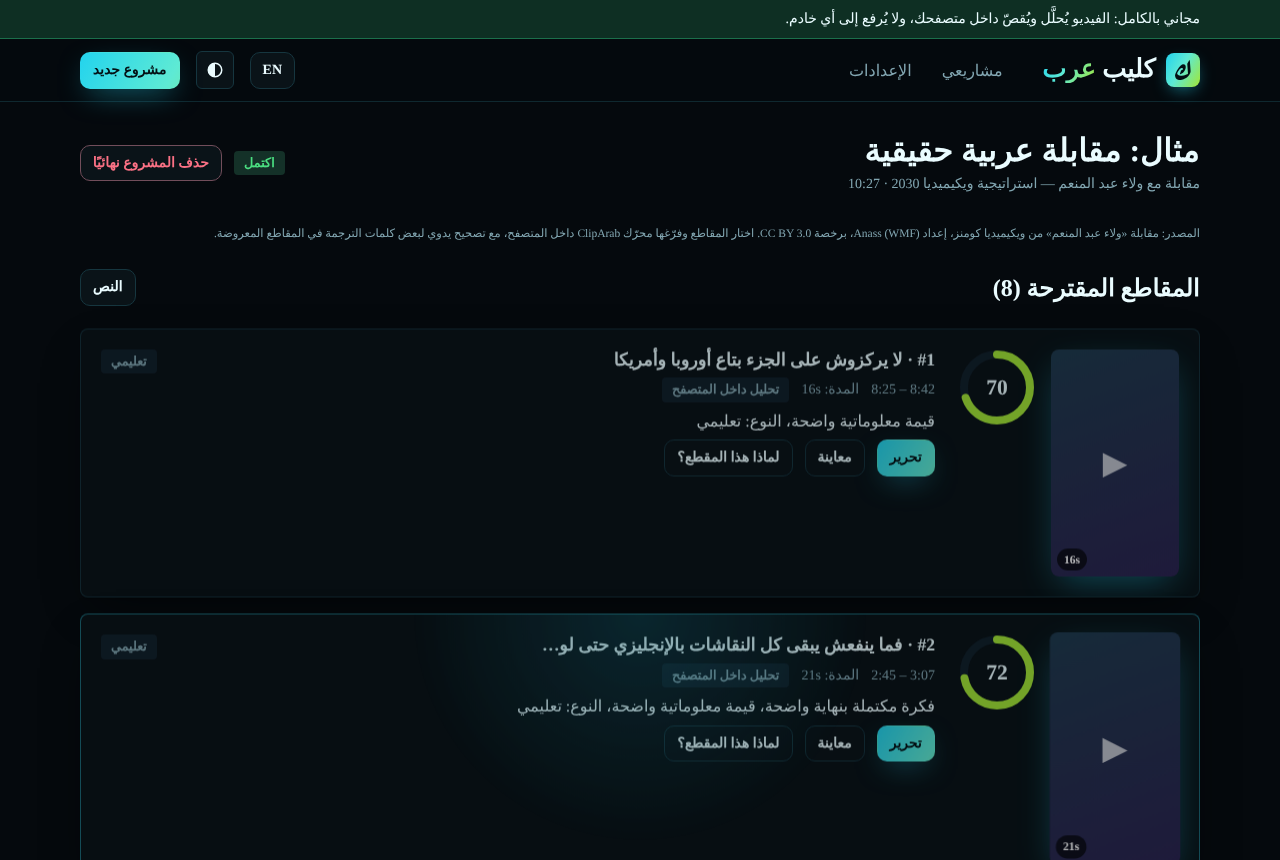 مجاني بالكامل: الفيديو يُحلَّل ويُقصّ داخل متصفحك، ولا يُرفع إلى أي خادم.
ك كليب عرب
مشاريعي
الإعدادات
EN
مشروع جديد
مثال: مقابلة عربية حقيقية
اكتمل
حذف المشروع نهائيًا
مقابلة مع ولاء عبد المنعم — استراتيجية ويكيميديا 2030 · 10:27
المصدر: مقابلة «ولاء عبد المنعم» من ويكيميديا كومنز، إعداد Anass (WMF)، برخصة CC BY 3.0. اختار المقاطع وفرّغها محرّك ClipArab داخل المتصفح، مع تصحيح يدوي لبعض كلمات الترجمة في المقاطع المعروضة.
المقاطع المقترحة (8)
النص
16s
70
#1 · لا يركزوش على الجزء بتاع أوروبا وأمريكا
تعليمي
8:25 – 8:42
المدة: 16s
تحليل داخل المتصفح
قيمة معلوماتية واضحة، النوع: تعليمي
تحرير
معاينة
لماذا هذا المقطع؟
21s
72
#2 · فما ينفعش يبقى كل النقاشات بالإنجليزي حتى لو…
تعليمي
2:45 – 3:07
المدة: 21s
تحليل داخل المتصفح
فكرة مكتملة بنهاية واضحة، قيمة معلوماتية واضحة، النوع: تعليمي
تحرير
معاينة
لماذا هذا المقطع؟